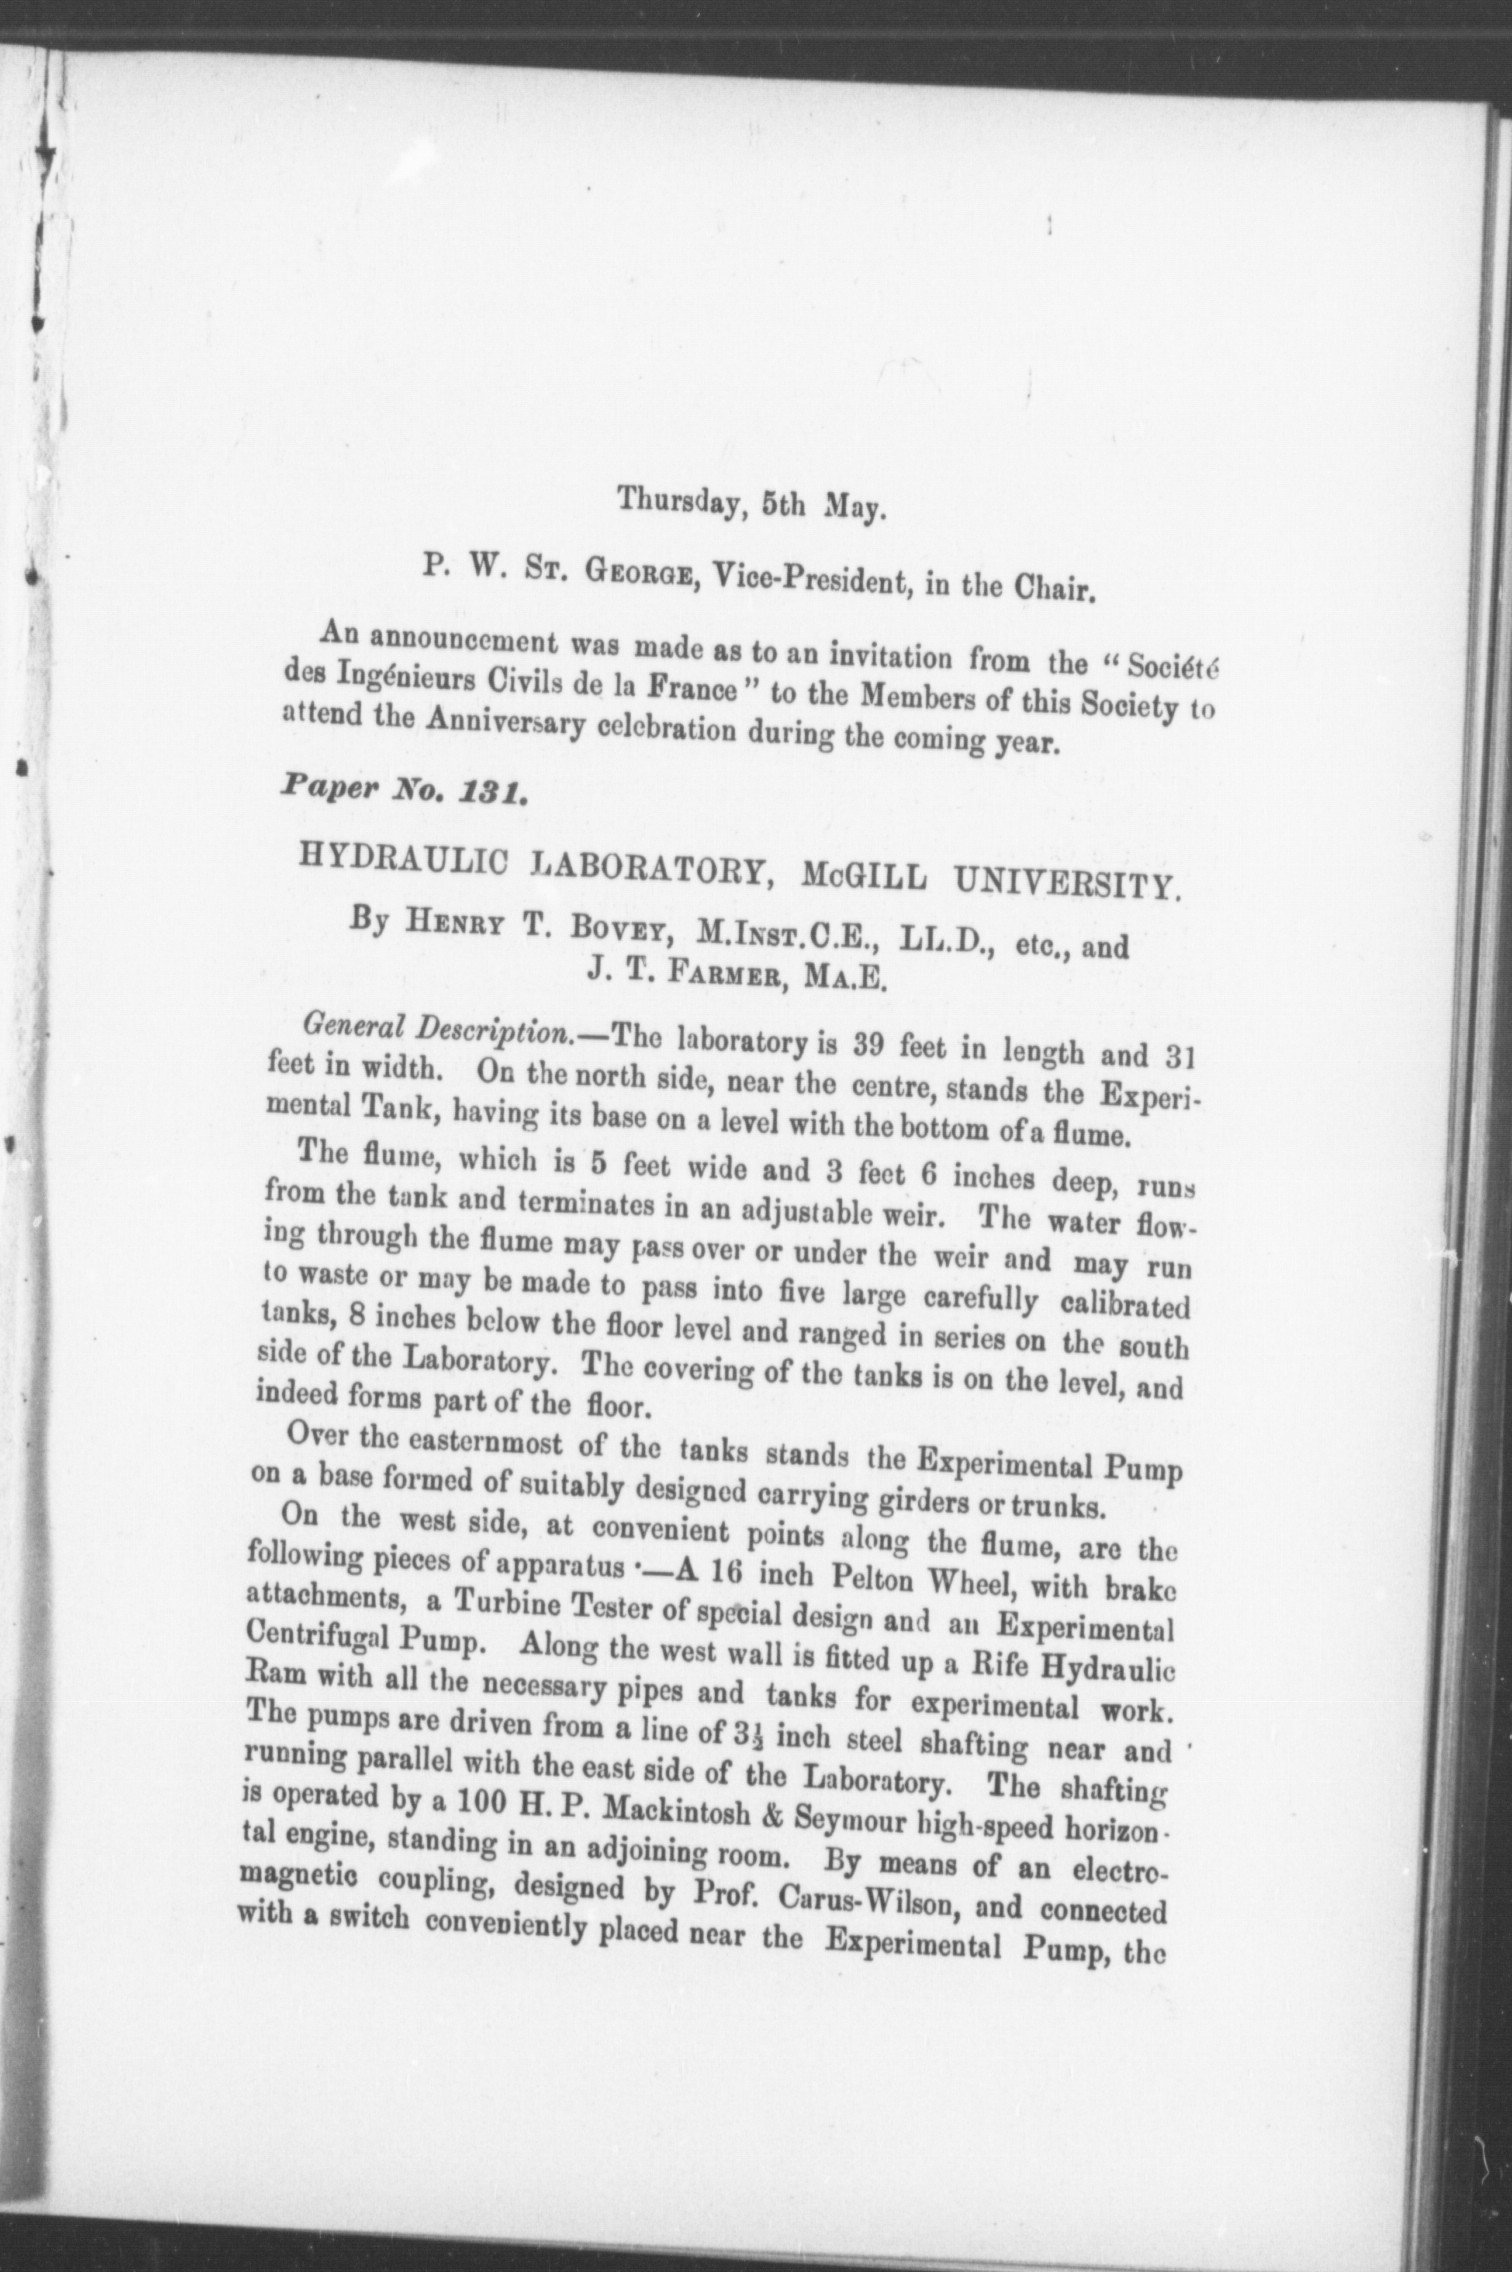 Thursday, 5th May.
P. W. St. George, Vice-President, in the Chair.
An announcement was made as to an invitation from the “ Société
des Ingénieurs Civils de la France ” to the Members of this Society to
attend the Anniversary celebration during the coming year.
Paper No. 131.
HYDRAULIC LABORATORY, McGILL UNIVERSITY.
By Henry T. Bovey, M.Inst.C.E., LL.D., etc., and
J. T. Farmer, Ma.E.
General Description.—The laboratory is 39 feet in length and 31
feet in width. On the north side, near the centre, stands the Experi-
mental Tank, having its base on a level with the bottom of a flume.
The flume, which is 5 feet wide and 3 feet 6 inches deep, runs
from the tank and terminates in an adjustable weir. The water flow-
ing through the flume may pass over or under the weir and may run
to waste or may be made to pass into five large carefully calibrated
tanks, 8 inches below the floor level and ranged in series on the south
side of the Laboratory. The covering of the tanks is on the level, and
indeed forms part of the floor.
Over the easternmost of the tanks stands the Experimental Pump
on a base formed of suitably designed carrying girders or trunks.
On the west side, at convenient points along the flume, are the
following pieces of apparatus ·—A 16 inch Pelton Wheel, with brake
attachments, a Turbine Tester of special design and an Experimental
Centrifugal Pump. Along the west wall is fitted up a Rife Hydraulic
Ram with all the necessary pipes and tanks for experimental work.
The pumps are driven from a line of 3½ inch steel shafting near and
running parallel with the east side of the Laboratory. The shafting
is operated by a 100 H. P. Mackintosh & Seymour high-speed horizon-
tal engine, standing in an adjoining room. By means of an electro-
magnetic coupling, designed by Prof. Carus-Wilson, and connected
with a switch conveniently placed near the Experimental Pump, the